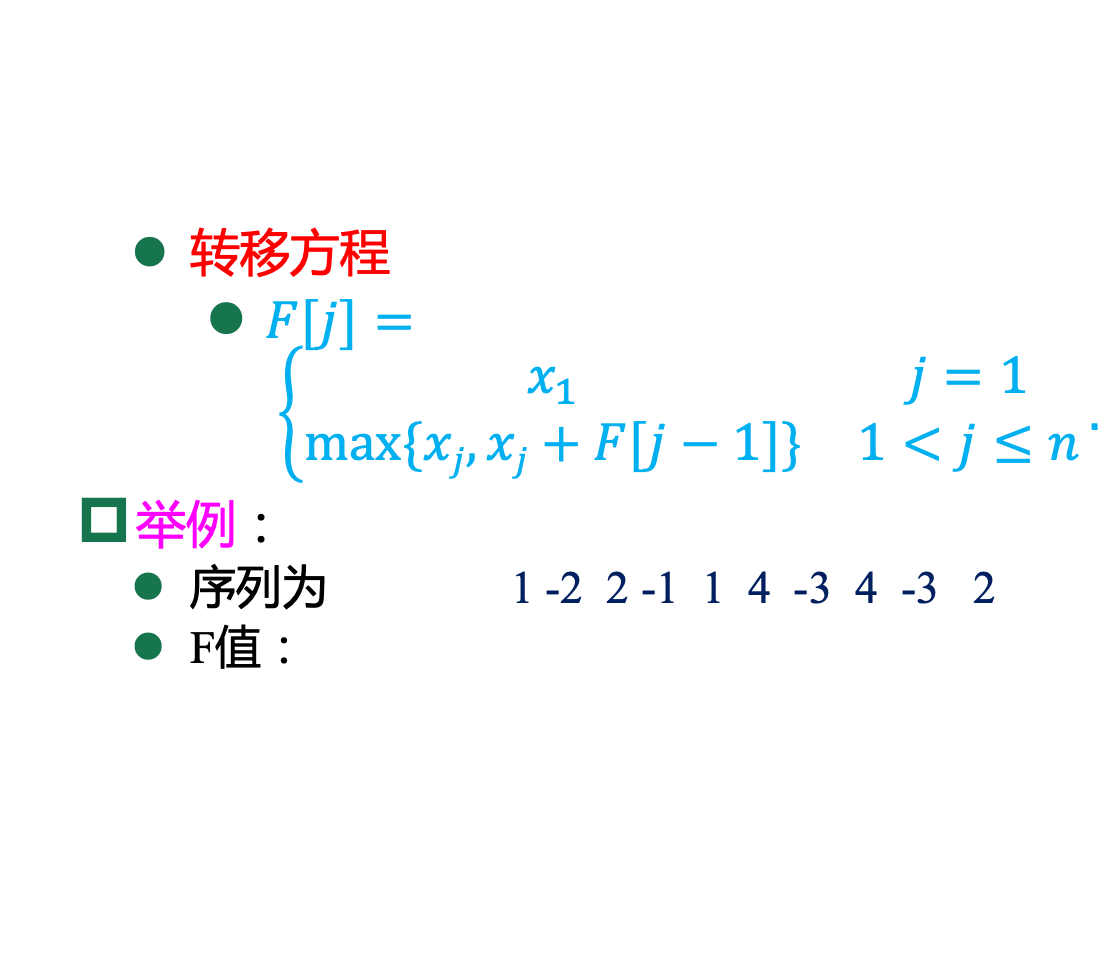 转移方程
F[j] =
{ x₁ j = 1
max{xⱼ, xⱼ + F[j − 1]} 1 < j ≤ n .
举例：
序列为 1 -2 2 -1 1 4 -3 4 -3 2
F值：